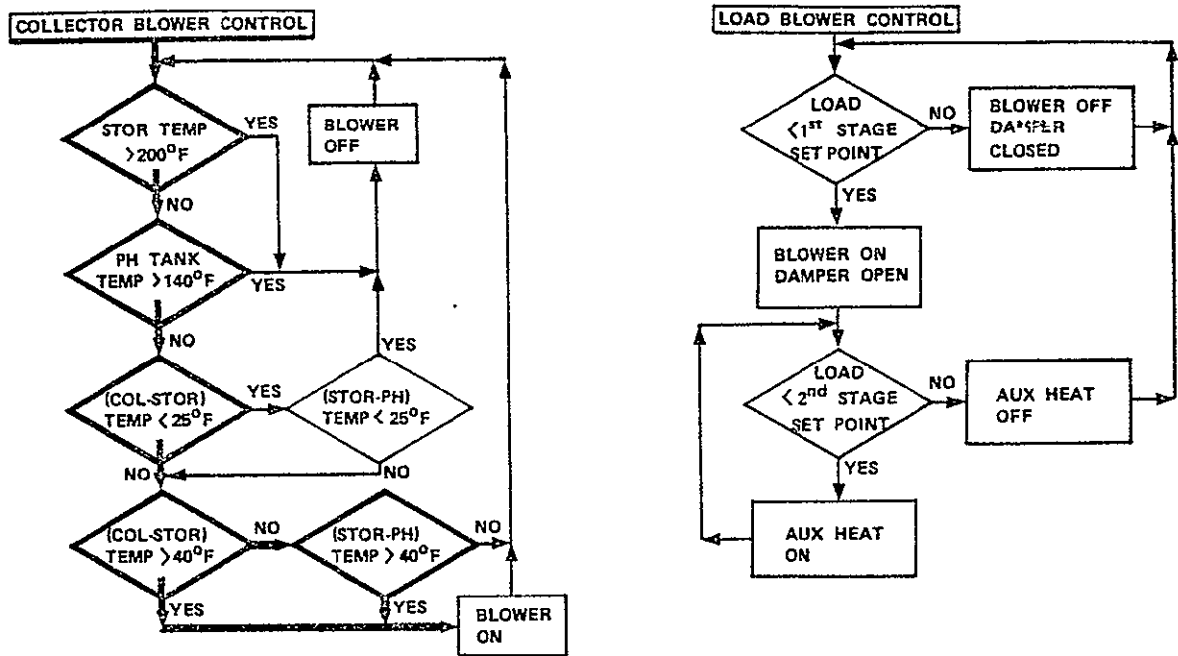 COLLECTOR BLOWER CONTROL
STOR TEMP
>200°F
YES
NO
BLOWER
OFF
PH TANK
TEMP >140°F
YES
NO
YES
(COL-STOR)
TEMP <25°F
YES
NO
(STOR-PH)
TEMP < 25°F
NO
(COL-STOR)
TEMP >40°F
NO
YES
(STOR-PH)
TEMP > 40°F
NO
YES
BLOWER
ON
LOAD BLOWER CONTROL
LOAD
<1st STAGE
SET POINT
NO
YES
BLOWER OFF
DAMPER
CLOSED
BLOWER ON
DAMPER OPEN
LOAD
<2nd STAGE
SET POINT
NO
YES
AUX HEAT
OFF
AUX HEAT
ON